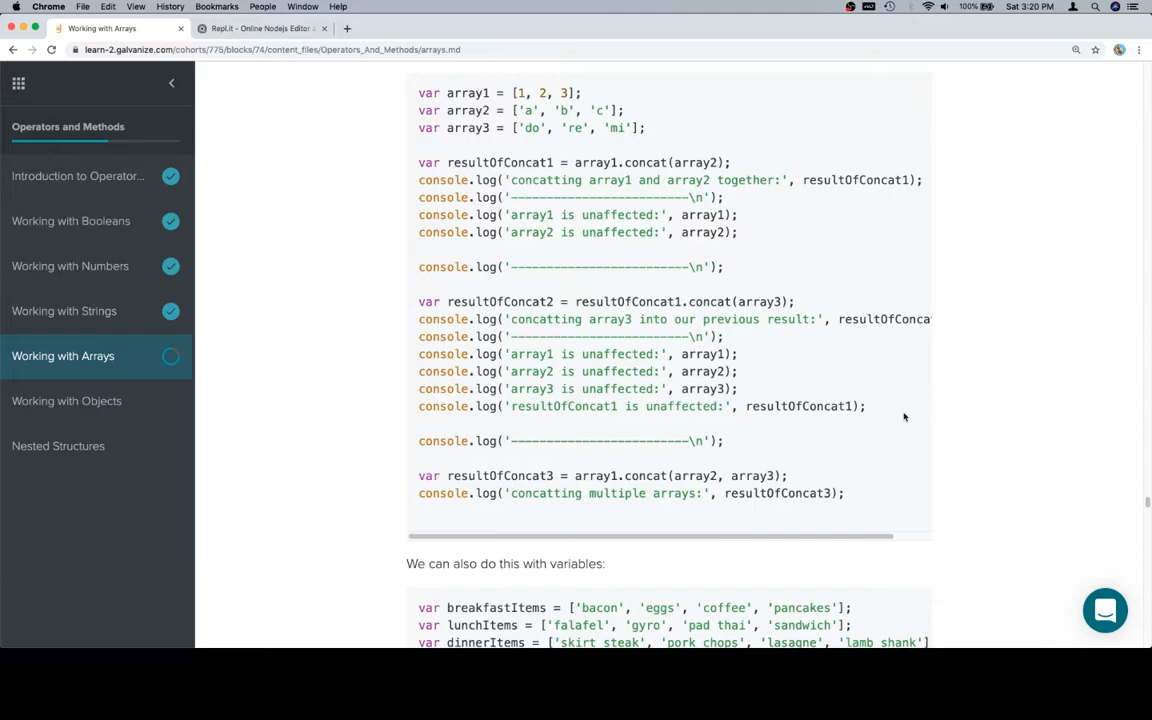 Chrome File Edit View History Bookmarks People Window Help 100% Sat 3:20 PM
Working with Arrays
Repl.it - Online Nodejs Editor a
learn-2.galvanize.com/cohorts/775/blocks/74/content_files/Operators_And_Methods/arrays.md
Operators and Methods
Introduction to Operator...
Working with Booleans
Working with Numbers
Working with Strings
Working with Arrays
Working with Objects
Nested Structures
var array1 = [1, 2, 3];
var array2 = ['a', 'b', 'c'];
var array3 = ['do', 're', 'mi'];
var resultOfConcat1 = array1.concat(array2);
console.log('concatting array1 and array2 together:', resultOfConcat1);
console.log('-------------------------\n');
console.log('array1 is unaffected:', array1);
console.log('array2 is unaffected:', array2);
console.log('-------------------------\n');
var resultOfConcat2 = resultOfConcat1.concat(array3);
console.log('concatting array3 into our previous result:', resultOfConca
console.log('-------------------------\n');
console.log('array1 is unaffected:', array1);
console.log('array2 is unaffected:', array2);
console.log('array3 is unaffected:', array3);
console.log('resultOfConcat1 is unaffected:', resultOfConcat1);
console.log('-------------------------\n');
var resultOfConcat3 = array1.concat(array2, array3);
console.log('concatting multiple arrays:', resultOfConcat3);
We can also do this with variables:
var breakfastItems = ['bacon', 'eggs', 'coffee', 'pancakes'];
var lunchItems = ['falafel', 'gyro', 'pad thai', 'sandwich'];
var dinnerItems = ['skirt steak', 'pork chops', 'lasagne', 'lamb shank']